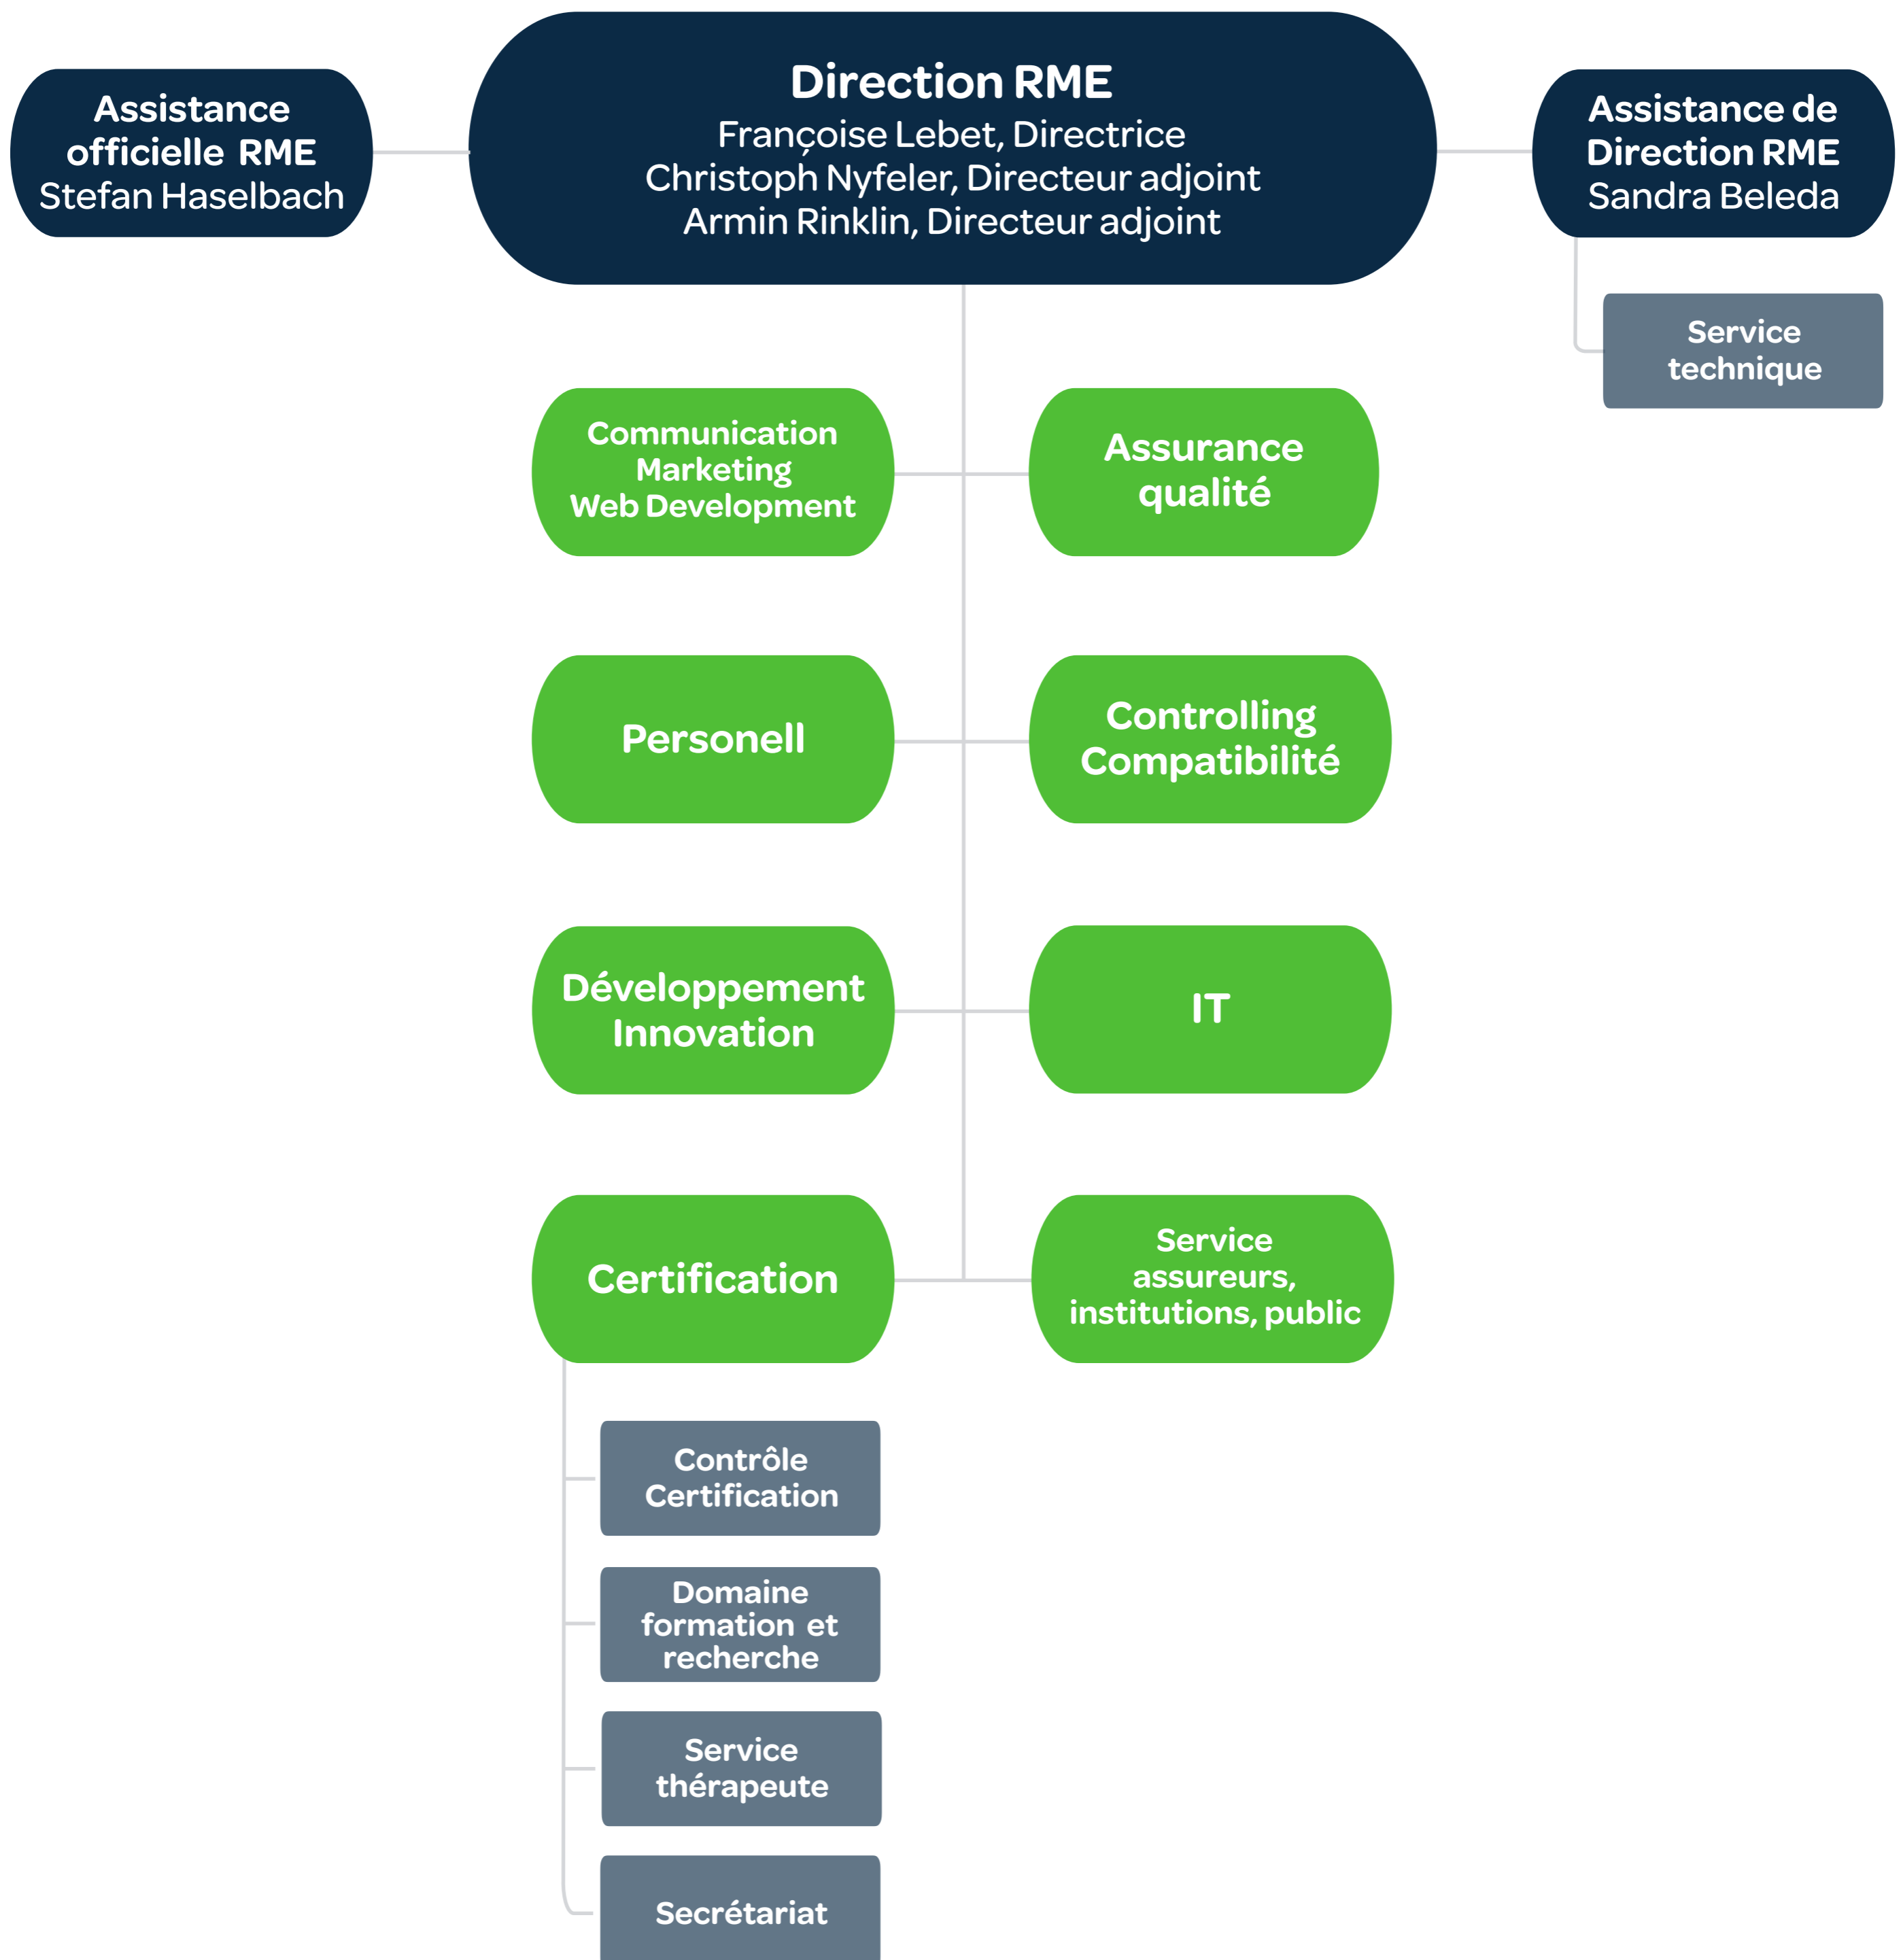 Assistance
officielle RME
Stefan Haselbach
Direction RME
Françoise Lebet, Directrice
Christoph Nyfeler, Directeur adjoint
Armin Rinklin, Directeur adjoint
Assistance de
Direction RME
Sandra Beleda
Service
technique
Communication
Marketing
Web Development
Assurance
qualité
Personell
Controlling
Compatibilité
Développement
Innovation
IT
Certification
Service
assureurs,
institutions, public
Contrôle
Certification
Domaine
formation et
recherche
Service
thérapeute
Secrétariat